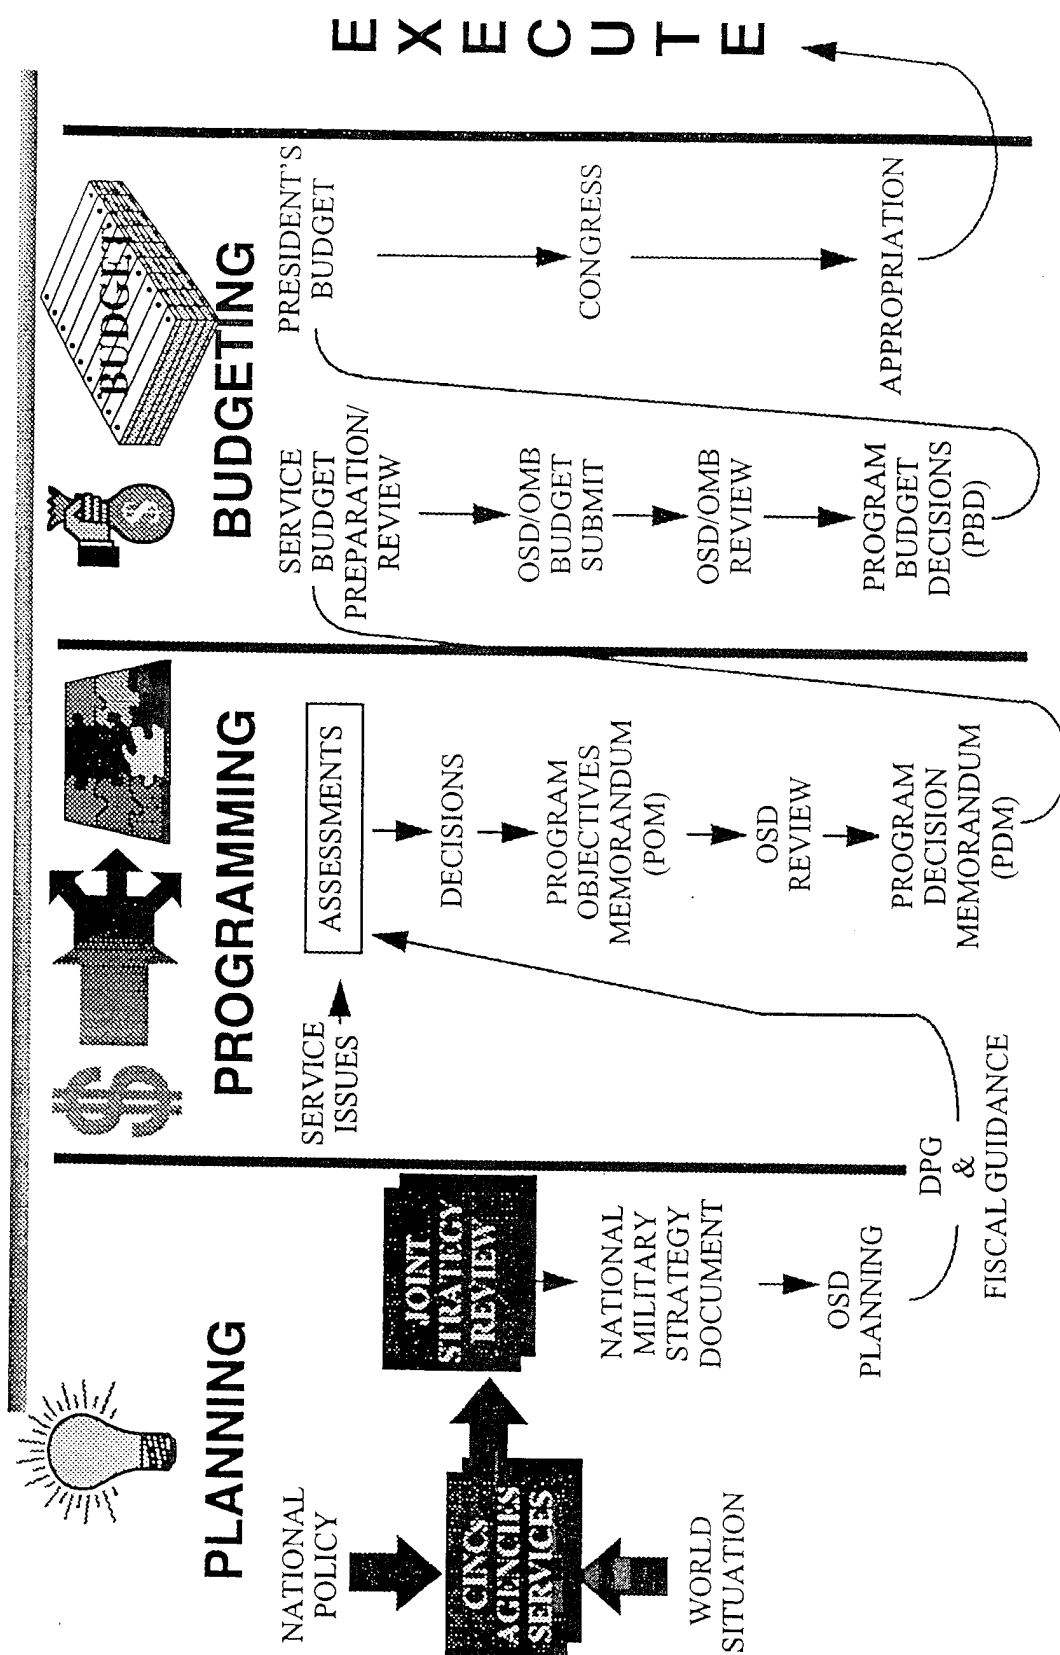 PLANNING
NATIONAL
POLICY
CINCs
AGENCIES
SERVICES
WORLD
SITUATION
JOINT
STRATEGY
REVIEW
NATIONAL
MILITARY
STRATEGY
DOCUMENT
OSD
PLANNING
DPG
&
FISCAL GUIDANCE
$
PROGRAMMING
SERVICE
ISSUES
ASSESSMENTS
DECISIONS
PROGRAM
OBJECTIVES
MEMORANDUM
(POM)
OSD
REVIEW
PROGRAM
DECISION
MEMORANDUM
(PDM)
$
BUDGET
BUDGETING
SERVICE
BUDGET
PREPARATION/
REVIEW
OSD/OMB
BUDGET
SUBMIT
OSD/OMB
REVIEW
PROGRAM
BUDGET
DECISIONS
(PBD)
PRESIDENT'S
BUDGET
CONGRESS
APPROPRIATION
EXECUTE